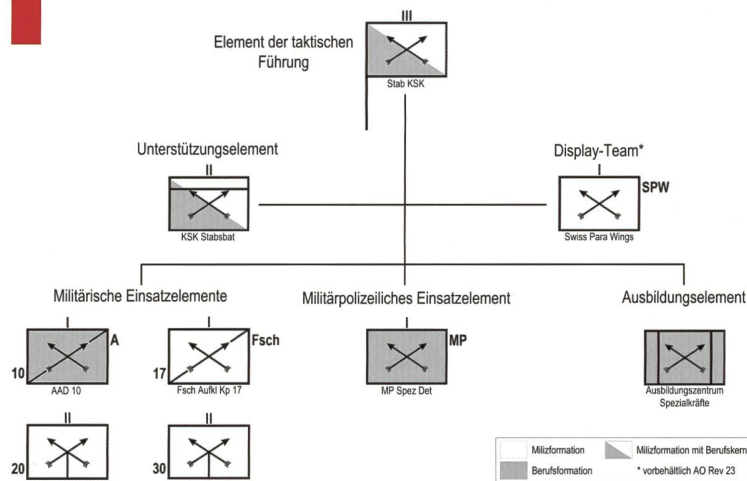 III
Element der taktischen
Führung
Stab KSK
Unterstützungselement
II
KSK Stabsbat
Display-Team*
I
SPW
Swiss Para Wings
Militärische Einsatzelemente
I
A
10
AAD 10
I
Fsch
17
Fsch Aufkl Kp 17
II
20
II
30
Militärpolizeiliches Einsatzelement
I
MP
MP Spez Det
Ausbildungselement
Ausbildungszentrum
Spezialkräfte
Milizformation
Milizformation mit Berufskern
Berufsformation
* vorbehältlich AO Rev 23